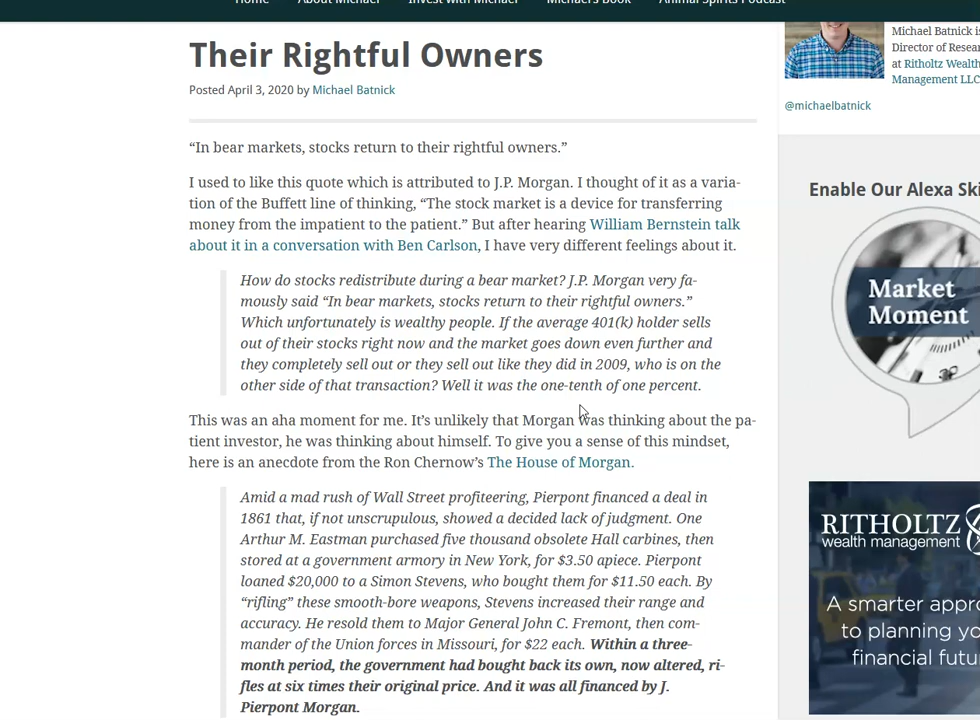 Home About Michael Invest with Michael Michael's Book Animal Spirits Podcast
Their Rightful Owners
Posted April 3, 2020 by Michael Batnick
“In bear markets, stocks return to their rightful owners.”
I used to like this quote which is attributed to J.P. Morgan. I thought of it as a varia-
tion of the Buffett line of thinking, “The stock market is a device for transferring
money from the impatient to the patient.” But after hearing William Bernstein talk
about it in a conversation with Ben Carlson, I have very different feelings about it.
How do stocks redistribute during a bear market? J.P. Morgan very fa-
mously said “In bear markets, stocks return to their rightful owners.”
Which unfortunately is wealthy people. If the average 401(k) holder sells
out of their stocks right now and the market goes down even further and
they completely sell out or they sell out like they did in 2009, who is on the
other side of that transaction? Well it was the one-tenth of one percent.
This was an aha moment for me. It’s unlikely that Morgan was thinking about the pa-
tient investor, he was thinking about himself. To give you a sense of this mindset,
here is an anecdote from the Ron Chernow’s The House of Morgan.
Amid a mad rush of Wall Street profiteering, Pierpont financed a deal in
1861 that, if not unscrupulous, showed a decided lack of judgment. One
Arthur M. Eastman purchased five thousand obsolete Hall carbines, then
stored at a government armory in New York, for $3.50 apiece. Pierpont
loaned $20,000 to a Simon Stevens, who bought them for $11.50 each. By
“rifling” these smooth-bore weapons, Stevens increased their range and
accuracy. He resold them to Major General John C. Fremont, then com-
mander of the Union forces in Missouri, for $22 each. Within a three-
month period, the government had bought back its own, now altered, ri-
fles at six times their original price. And it was all financed by J.
Pierpont Morgan.
Michael Batnick is
Director of Resear
at Ritholtz Wealth
Management LLC
@michaelbatnick
Enable Our Alexa Ski
Market
Moment
RITHOLTZ
wealth management
A smarter appro
to planning yo
financial futu